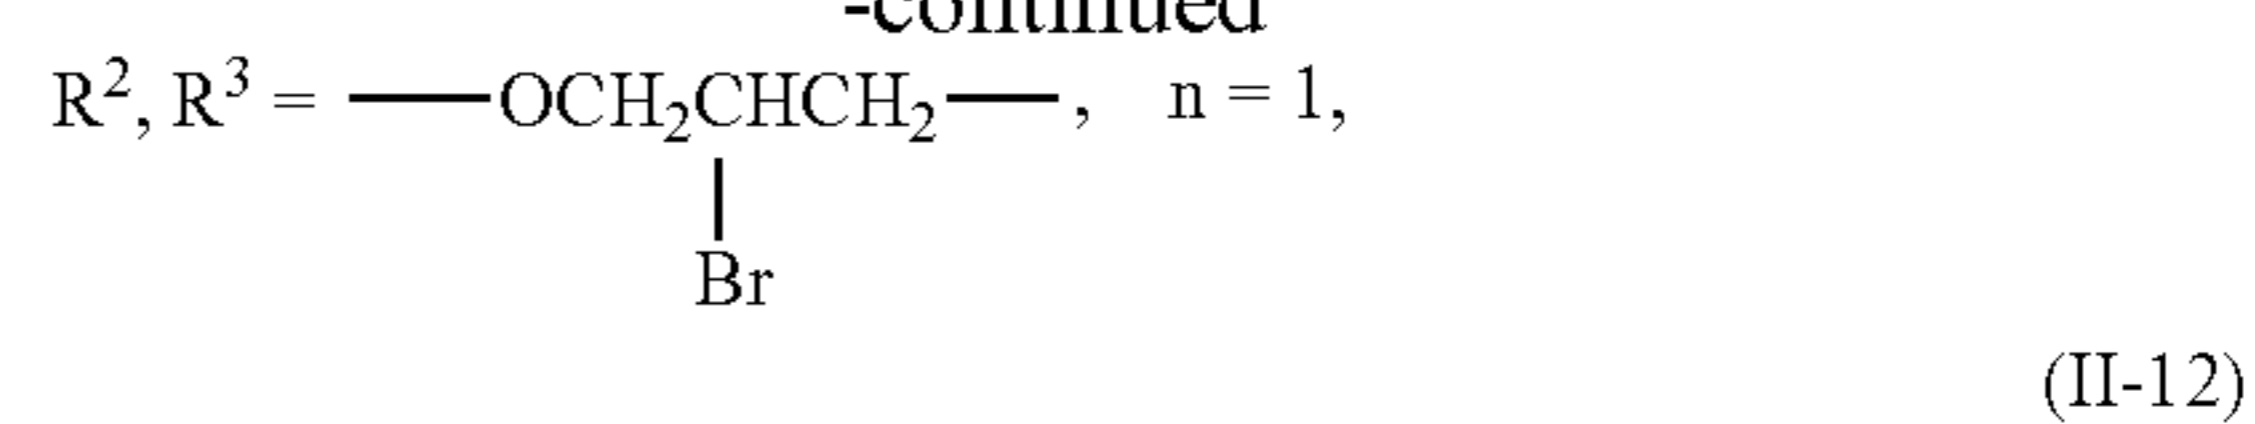 -continued
R², R³ = —OCH₂CHCH₂—, n = 1,
Br
(II-12)